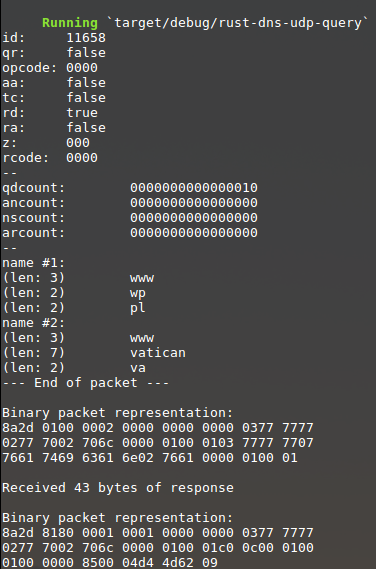 Running `target/debug/rust-dns-udp-query`
id: 11658
qr: false
opcode: 0000
aa: false
tc: false
rd: true
ra: false
z: 000
rcode: 0000
--
qdcount: 0000000000000010
ancount: 0000000000000000
nscount: 0000000000000000
arcount: 0000000000000000
--
name #1:
(len: 3) www
(len: 2) wp
(len: 2) pl
name #2:
(len: 3) www
(len: 7) vatican
(len: 2) va
--- End of packet ---
Binary packet representation:
8a2d 0100 0002 0000 0000 0000 0377 7777
0277 7002 706c 0000 0100 0103 7777 7707
7661 7469 6361 6e02 7661 0000 0100 01
Received 43 bytes of response
Binary packet representation:
8a2d 8180 0001 0001 0000 0000 0377 7777
0277 7002 706c 0000 0100 01c0 0c00 0100
0100 0000 8500 04d4 4d62 09